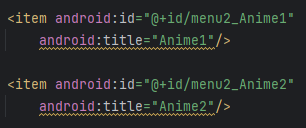 <item android:id="@+id/menu2_Anime1"
android:title="Anime1"/>
<item android:id="@+id/menu2_Anime2"
android:title="Anime2"/>